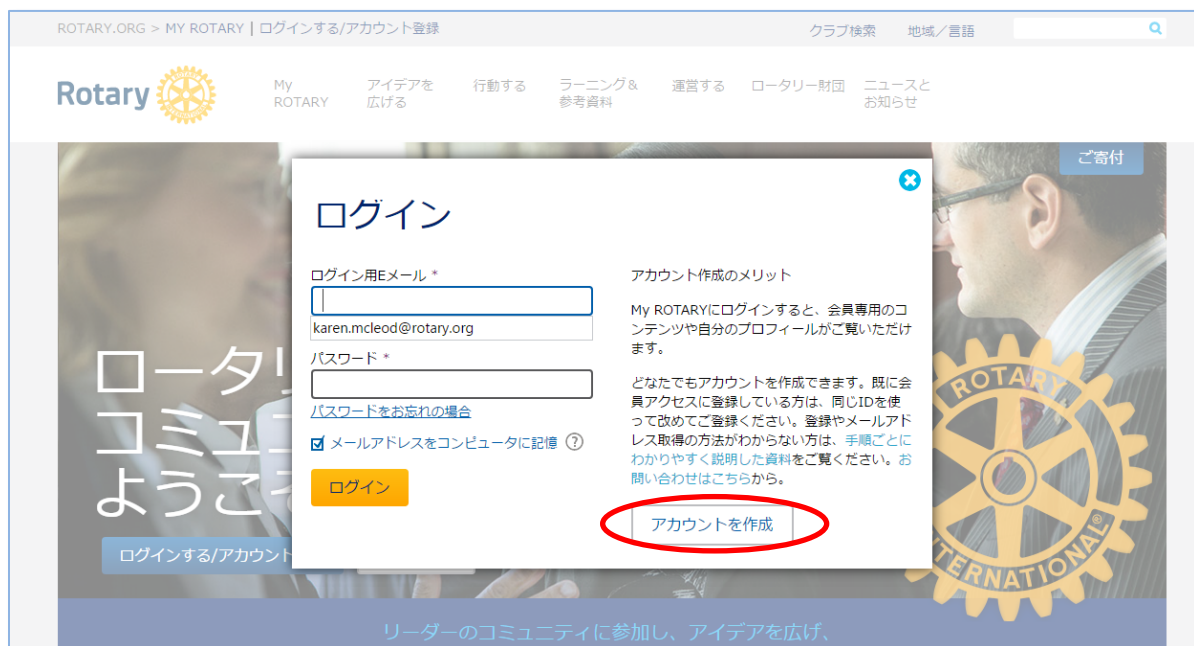 ROTARY.ORG > MY ROTARY | ログインする/アカウント登録
クラブ検索 地域／言語
Rotary
My
ROTARY
アイデアを
広げる
行動する
ラーニング&
参考資料
運営する
ロータリー財団
ニュースと
お知らせ
ご寄付
ログイン
ログイン用Eメール *
karen.mcleod@rotary.org
パスワード *
パスワードをお忘れの場合
メールアドレスをコンピュータに記憶 ?
ログイン
アカウント作成のメリット
My ROTARYにログインすると、会員専用のコ
ンテンツや自分のプロフィールがご覧いただけ
ます。
どなたでもアカウントを作成できます。既に会
員アクセスに登録している方は、同じIDを使
って改めてご登録ください。登録やメールアド
レス取得の方法がわからない方は、手順ごとに
わかりやすく説明した資料をご覧ください。お
問い合わせはこちらから。
アカウントを作成
ロータリ
コミュニ
ようこそ
ログインする/アカウント
ROTARY
INTERNATIONAL
®
リーダーのコミュニティに参加し、アイデアを広げ、